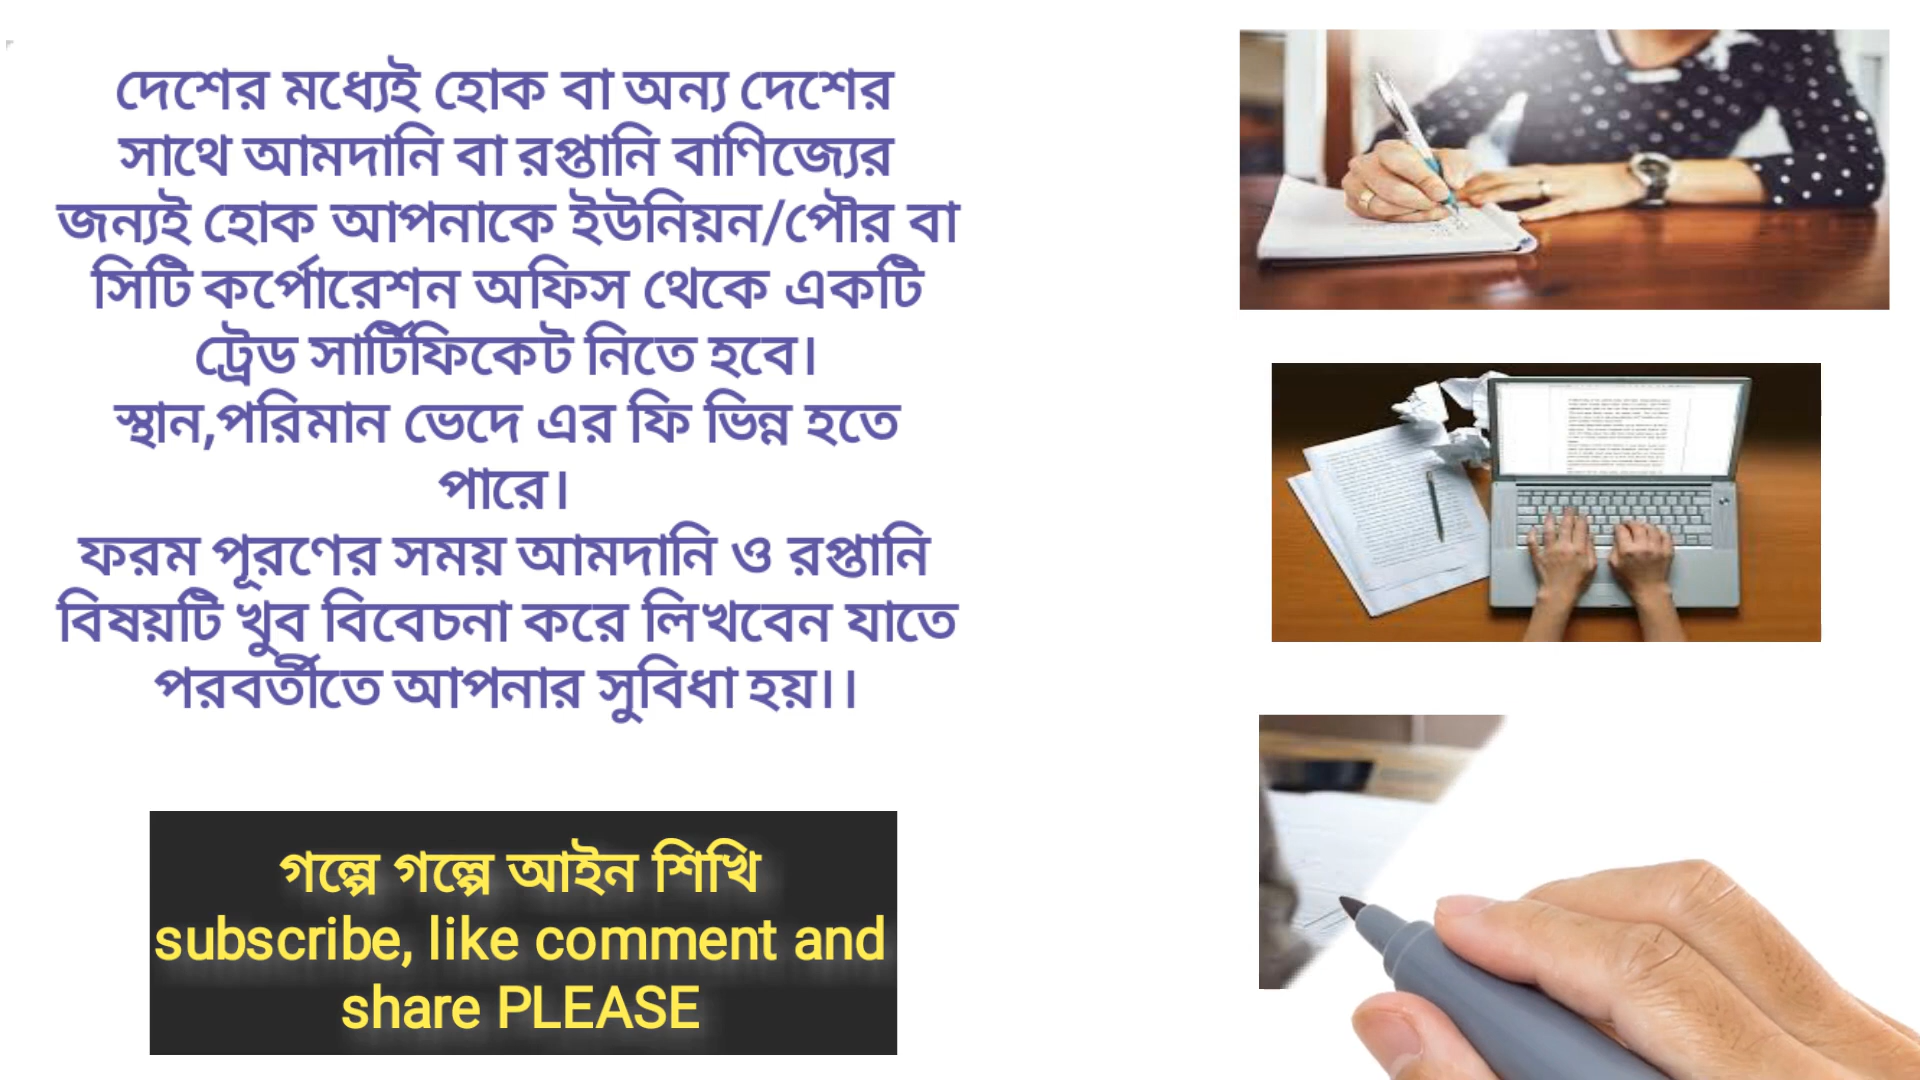 দেশের মধ্যেই হোক বা অন্য দেশের
সাথে আমদানি বা রপ্তানি বাণিজ্যের
জন্যই হোক আপনাকে ইউনিয়ন/পৌর বা
সিটি কর্পোরেশন অফিস থেকে একটি
ট্রেড সার্টিফিকেট নিতে হবে।
স্থান,পরিমান ভেদে এর ফি ভিন্ন হতে
পারে।
ফরম পূরণের সময় আমদানি ও রপ্তানি
বিষয়টি খুব বিবেচনা করে লিখবেন যাতে
পরবর্তীতে আপনার সুবিধা হয়।।
গল্পে গল্পে আইন শিখি
subscribe, like comment and
share PLEASE